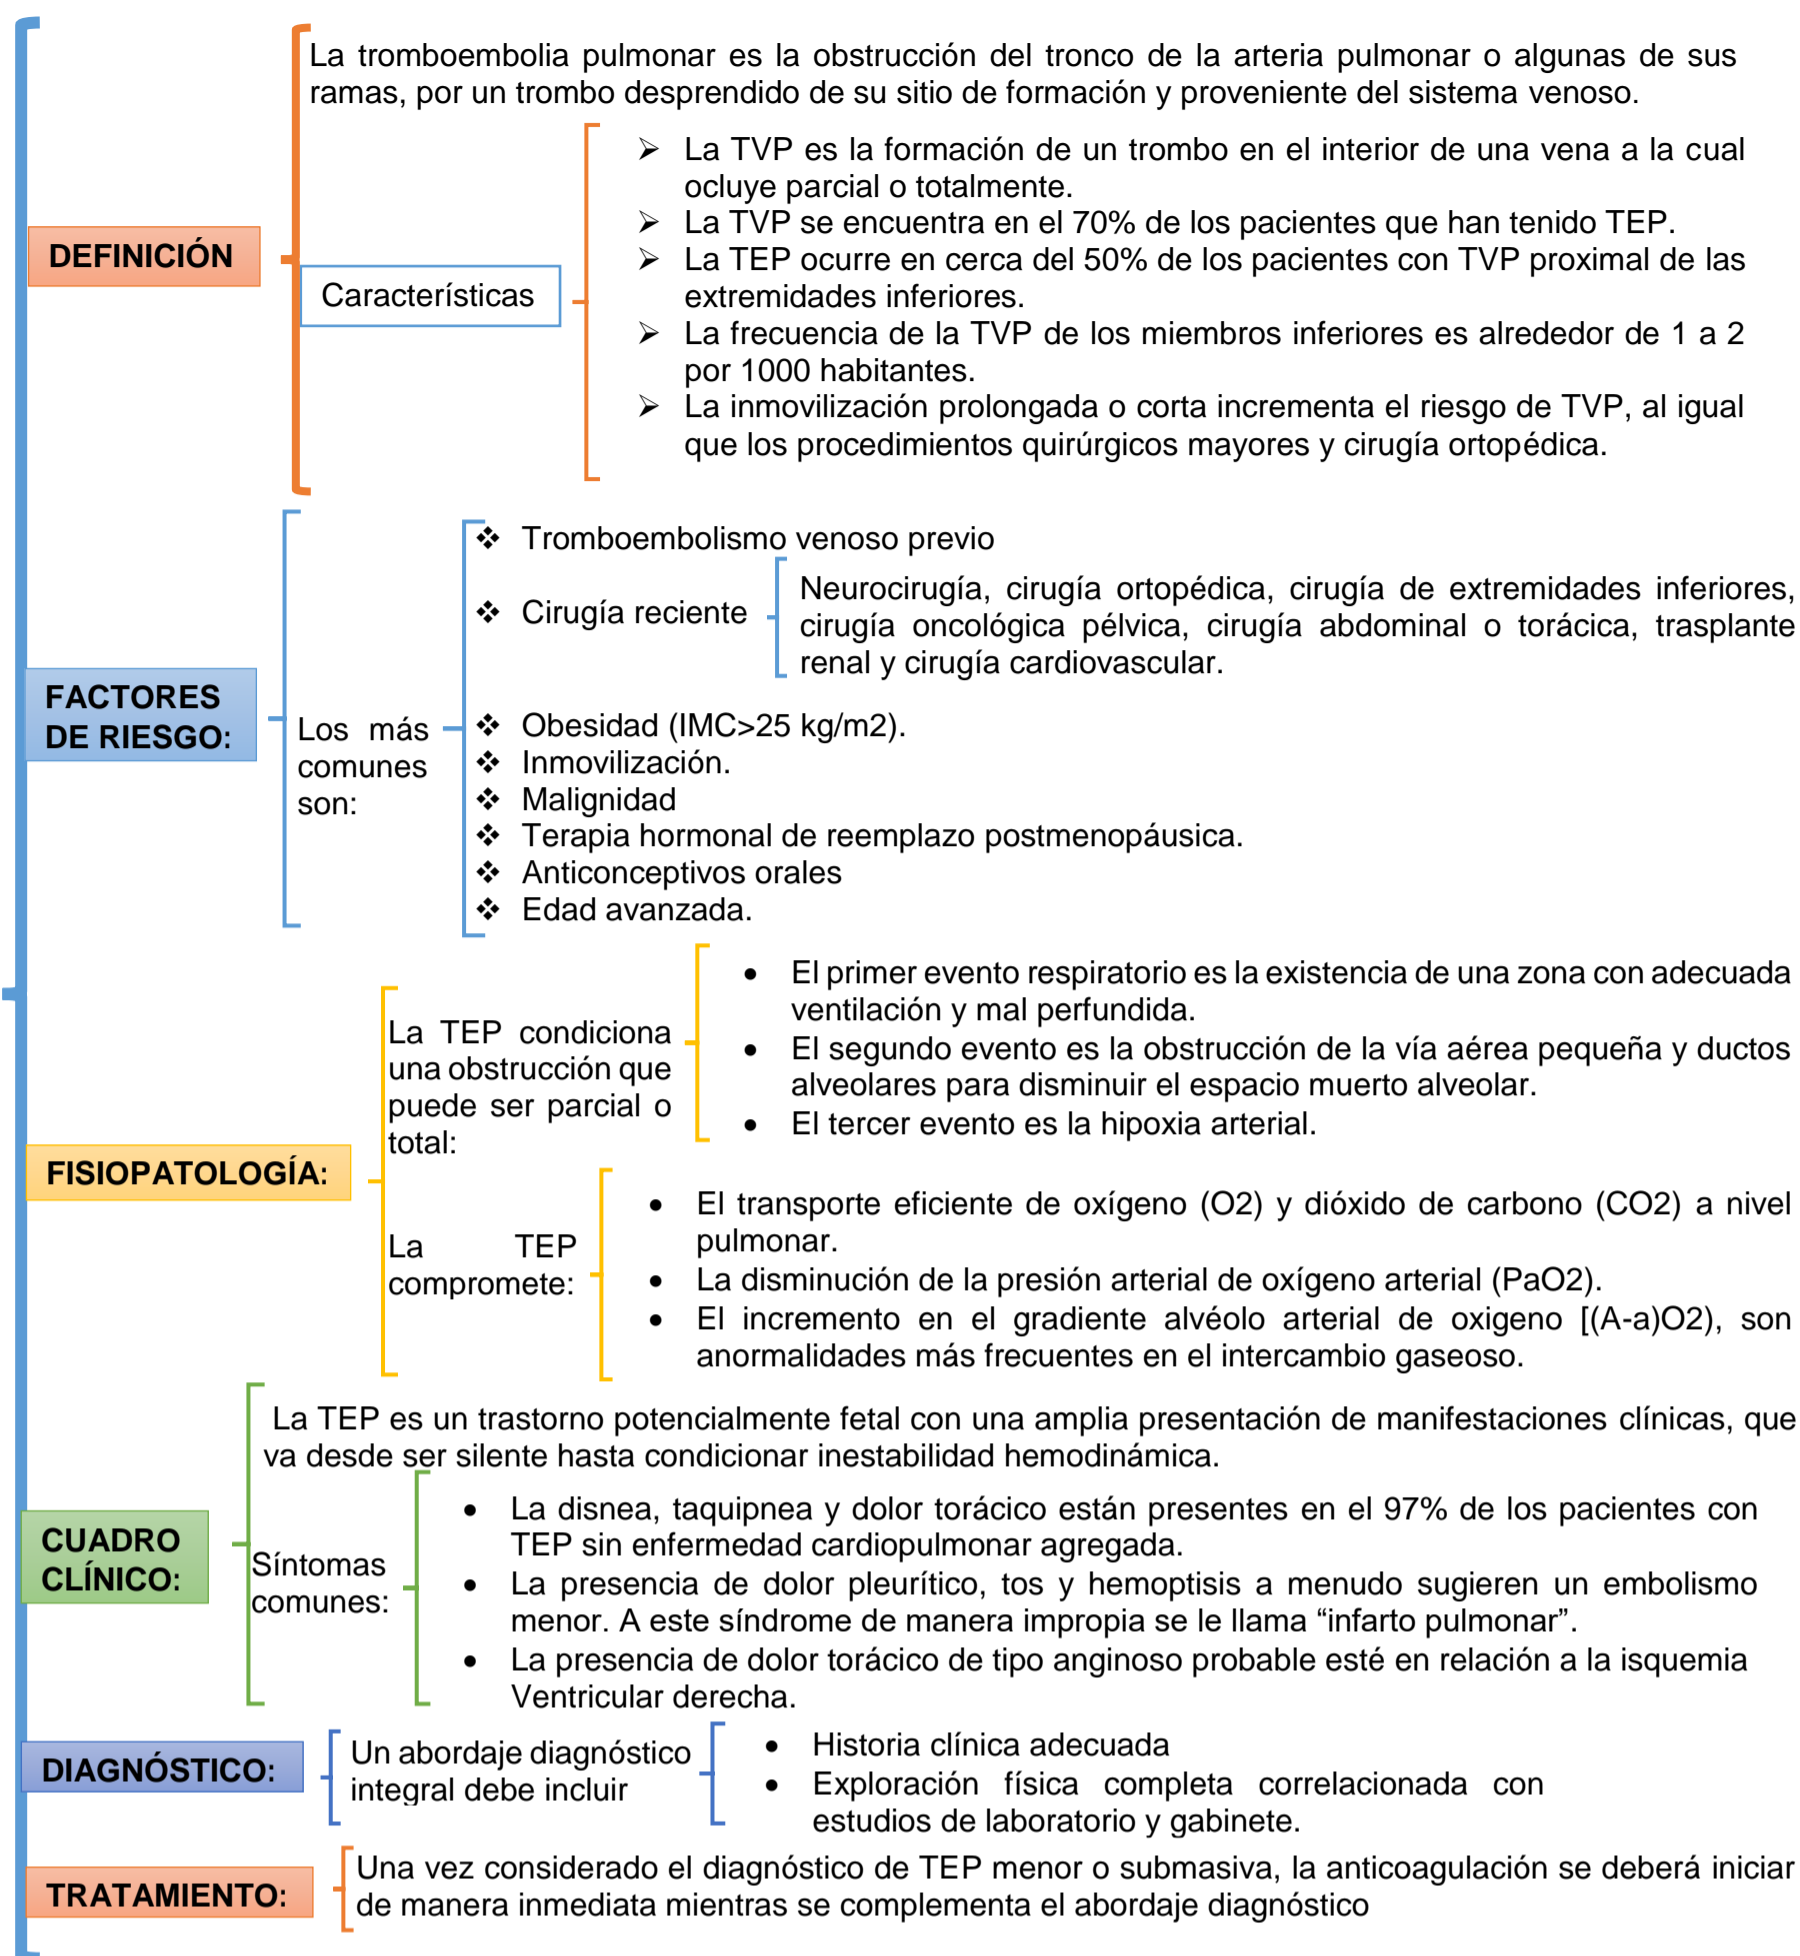 La tromboembolia pulmonar es la obstrucción del tronco de la arteria pulmonar o algunas de sus
ramas, por un trombo desprendido de su sitio de formación y proveniente del sistema venoso.
DEFINICIÓN
Características
➢ La TVP es la formación de un trombo en el interior de una vena a la cual
ocluye parcial o totalmente.
➢ La TVP se encuentra en el 70% de los pacientes que han tenido TEP.
➢ La TEP ocurre en cerca del 50% de los pacientes con TVP proximal de las
extremidades inferiores.
➢ La frecuencia de la TVP de los miembros inferiores es alrededor de 1 a 2
por 1000 habitantes.
➢ La inmovilización prolongada o corta incrementa el riesgo de TVP, al igual
que los procedimientos quirúrgicos mayores y cirugía ortopédica.
FACTORES
DE RIESGO:
Los más
comunes
son:
❖ Tromboembolismo venoso previo
❖ Cirugía reciente
Neurocirugía, cirugía ortopédica, cirugía de extremidades inferiores,
cirugía oncológica pélvica, cirugía abdominal o torácica, trasplante
renal y cirugía cardiovascular.
❖ Obesidad (IMC>25 kg/m2).
❖ Inmovilización.
❖ Malignidad
❖ Terapia hormonal de reemplazo postmenopáusica.
❖ Anticonceptivos orales
❖ Edad avanzada.
FISIOPATOLOGÍA:
La TEP condiciona
una obstrucción que
puede ser parcial o
total:
• El primer evento respiratorio es la existencia de una zona con adecuada
ventilación y mal perfundida.
• El segundo evento es la obstrucción de la vía aérea pequeña y ductos
alveolares para disminuir el espacio muerto alveolar.
• El tercer evento es la hipoxia arterial.
La TEP
compromete:
• El transporte eficiente de oxígeno (O2) y dióxido de carbono (CO2) a nivel
pulmonar.
• La disminución de la presión arterial de oxígeno arterial (PaO2).
• El incremento en el gradiente alvéolo arterial de oxigeno [(A-a)O2), son
anormalidades más frecuentes en el intercambio gaseoso.
CUADRO
CLÍNICO:
La TEP es un trastorno potencialmente fetal con una amplia presentación de manifestaciones clínicas, que
va desde ser silente hasta condicionar inestabilidad hemodinámica.
Síntomas
comunes:
• La disnea, taquipnea y dolor torácico están presentes en el 97% de los pacientes con
TEP sin enfermedad cardiopulmonar agregada.
• La presencia de dolor pleurítico, tos y hemoptisis a menudo sugieren un embolismo
menor. A este síndrome de manera impropia se le llama “infarto pulmonar”.
• La presencia de dolor torácico de tipo anginoso probable esté en relación a la isquemia
Ventricular derecha.
DIAGNÓSTICO:
Un abordaje diagnóstico
integral debe incluir
• Historia clínica adecuada
• Exploración física completa correlacionada con
estudios de laboratorio y gabinete.
TRATAMIENTO:
Una vez considerado el diagnóstico de TEP menor o submasiva, la anticoagulación se deberá iniciar
de manera inmediata mientras se complementa el abordaje diagnóstico